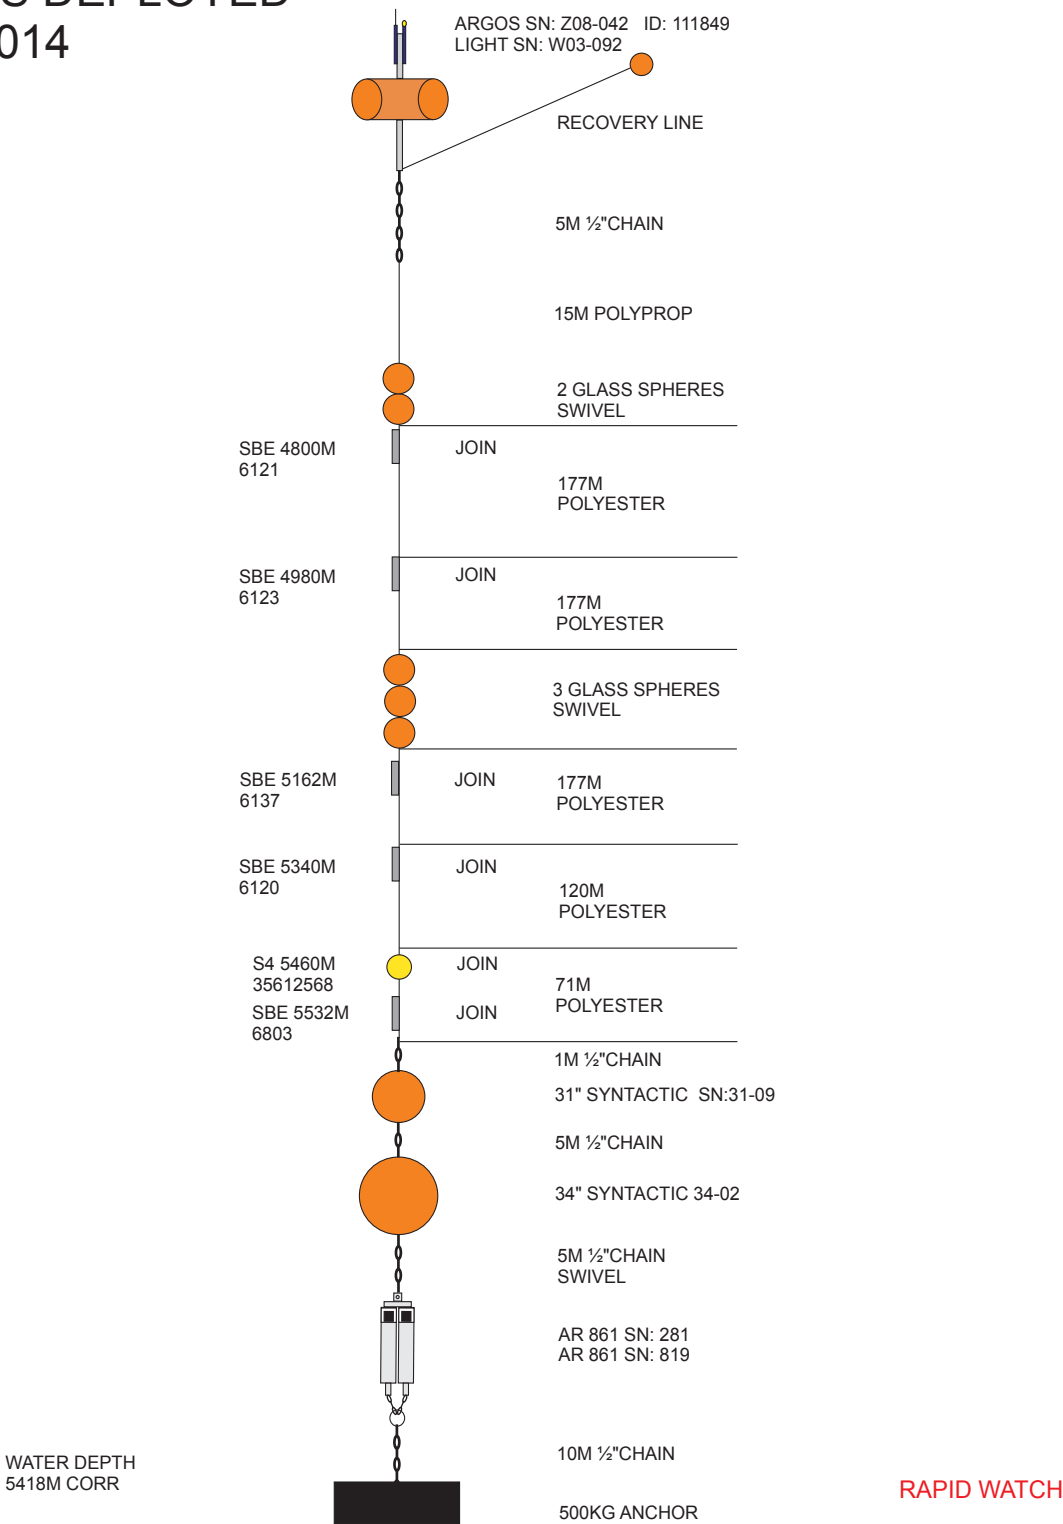 DEPLOYED
014
ARGOS SN: Z08-042 ID: 111849
LIGHT SN: W03-092
RECOVERY LINE
5M ½"CHAIN
15M POLYPROP
2 GLASS SPHERES
SWIVEL
SBE 4800M
6121
JOIN
177M
POLYESTER
SBE 4980M
6123
JOIN
177M
POLYESTER
3 GLASS SPHERES
SWIVEL
SBE 5162M
6137
JOIN
177M
POLYESTER
SBE 5340M
6120
JOIN
120M
POLYESTER
S4 5460M
35612568
JOIN
71M
POLYESTER
SBE 5532M
6803
JOIN
1M ½"CHAIN
31" SYNTACTIC SN:31-09
5M ½"CHAIN
34" SYNTACTIC 34-02
5M ½"CHAIN
SWIVEL
AR 861 SN: 281
AR 861 SN: 819
10M ½"CHAIN
WATER DEPTH
5418M CORR
500KG ANCHOR
RAPID WATCH